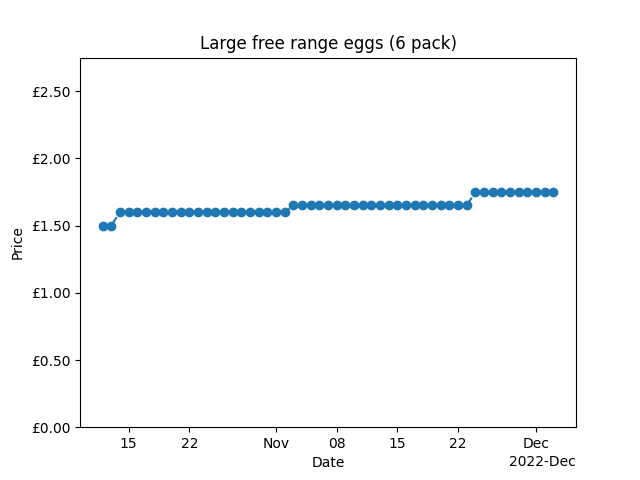 Large free range eggs (6 pack)
£2.50
£2.00
£1.50
£1.00
£0.50
£0.00
Price
15 22 Nov 08 15 22 Dec
Date
2022-Dec